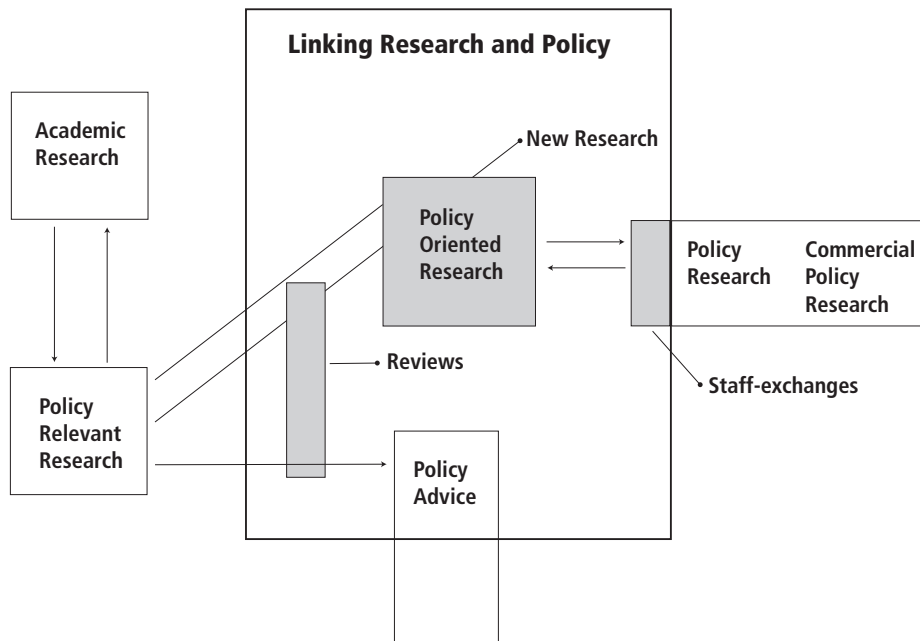 Linking Research and Policy
Academic
Research
New Research
Policy
Oriented
Research
Policy
Research
Commercial
Policy
Research
Reviews
Staff-exchanges
Policy
Relevant
Research
Policy
Advice